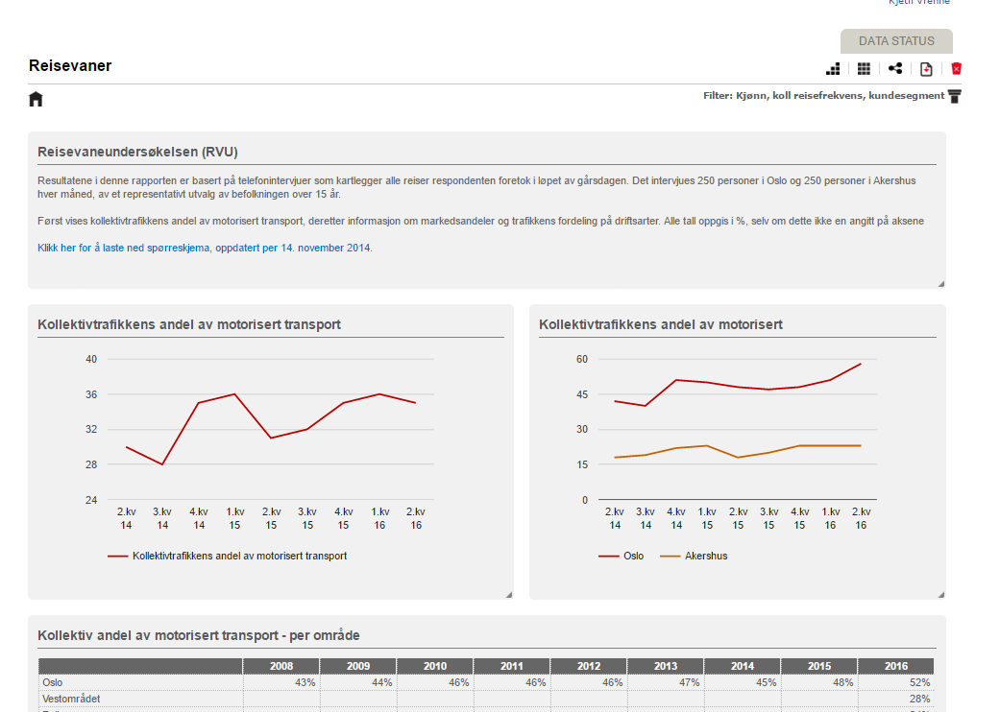 Kjetil Vrenne
DATA STATUS
Reisevaner
Filter: Kjønn, koll reisefrekvens, kundesegment
Reisevaneundersøkelsen (RVU)
Resultatene i denne rapporten er basert på telefonintervjuer som kartlegger alle reiser respondenten foretok i løpet av gårsdagen. Det intervjues 250 personer i Oslo og 250 personer i Akershus
hver måned, av et representativt utvalg av befolkningen over 15 år.
Først vises kollektivtrafikkens andel av motorisert transport, deretter informasjon om markedsandeler og trafikkens fordeling på driftsarter. Alle tall oppgis i %, selv om dette ikke en angitt på aksene
Klikk her for å laste ned spørreskjema, oppdatert per 14. november 2014.
Kollektivtrafikkens andel av motorisert transport
40
36
32
28
24
2.kv 3.kv 4.kv 1.kv 2.kv 3.kv 4.kv 1.kv 2.kv
14 14 14 15 15 15 15 16 16
Kollektivtrafikkens andel av motorisert transport
Kollektivtrafikkens andel av motorisert
60
45
30
15
0
2.kv 3.kv 4.kv 1.kv 2.kv 3.kv 4.kv 1.kv 2.kv
14 14 14 15 15 15 15 16 16
Oslo Akershus
Kollektiv andel av motorisert transport - per område
2008 2009 2010 2011 2012 2013 2014 2015 2016
Oslo 43% 44% 46% 46% 46% 47% 45% 48% 52%
Vestområdet 28%